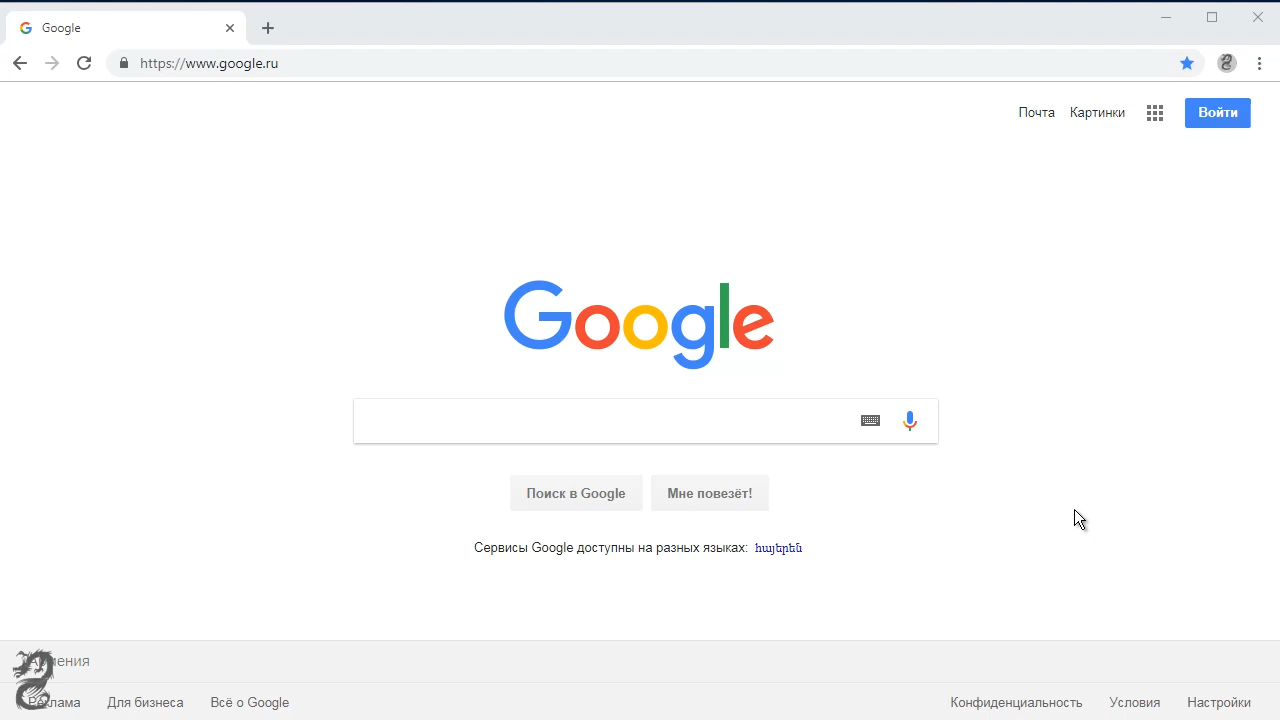 Google
https://www.google.ru
Почта Картинки Войти
Google
Поиск в Google Мне повезёт!
Сервисы Google доступны на разных языках: հայերեն
Армения
Реклама Для бизнеса Всё о Google Конфиденциальность Условия Настройки